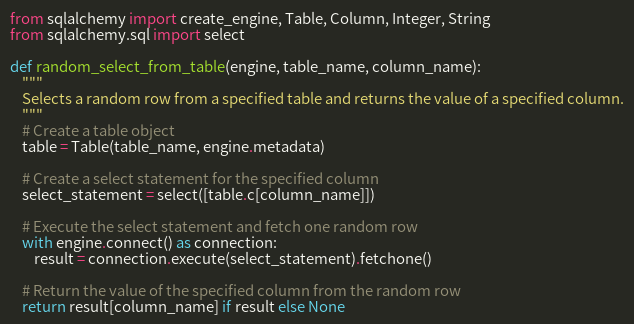 from sqlalchemy import create_engine, Table, Column, Integer, String
from sqlalchemy.sql import select

def random_select_from_table(engine, table_name, column_name):
    """
    Selects a random row from a specified table and returns the value of a specified column.
    """
    # Create a table object
    table = Table(table_name, engine.metadata)

    # Create a select statement for the specified column
    select_statement = select([table.c[column_name]])

    # Execute the select statement and fetch one random row
    with engine.connect() as connection:
        result = connection.execute(select_statement).fetchone()

    # Return the value of the specified column from the random row
    return result[column_name] if result else None